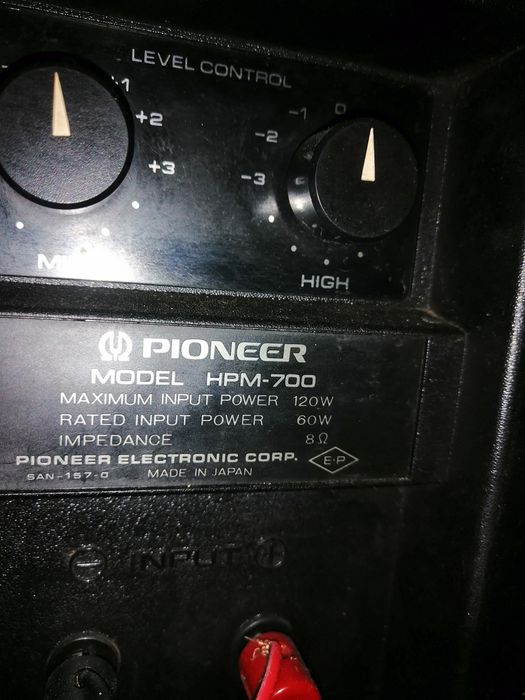 LEVEL CONTROL
+1
+2
+3
0
-1
-2
-3
HIGH
PIONEER
MODEL HPM-700
MAXIMUM INPUT POWER 120W
RATED INPUT POWER 60W
IMPEDANCE 8Ω
PIONEER ELECTRONIC CORP. E·P
SAN-157-0 MADE IN JAPAN
- INPUT +